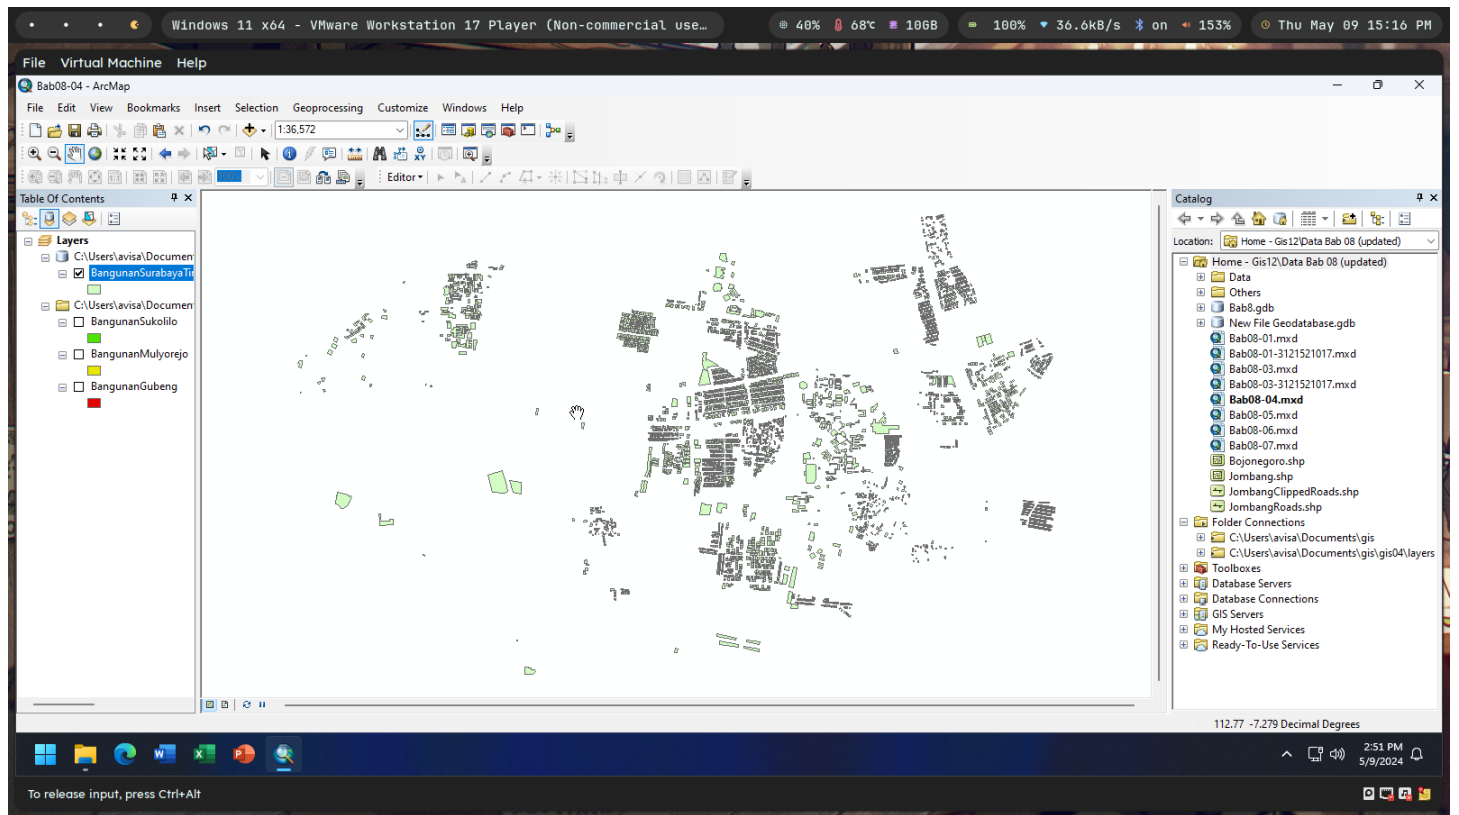 Windows 11 x64 - VMware Workstation 17 Player (Non-commercial use…
40% 68℃ 10GB
100% 36.6kB/s on 153%
Thu May 09 15:16 PM
File Virtual Machine Help
Bab08-04 - ArcMap
File Edit View Bookmarks Insert Selection Geoprocessing Customize Windows Help
1:36,572
Editor
Table Of Contents
Layers
C:\Users\avisa\Documen
BangunanSurabayaTi
C:\Users\avisa\Documen
BangunanSukolilo
BangunanMulyorejo
BangunanGubeng
Catalog
Location: Home - Gis12\Data Bab 08 (updated)
Home - Gis12\Data Bab 08 (updated)
Data
Others
Bab8.gdb
New File Geodatabase.gdb
Bab08-01.mxd
Bab08-01-3121521017.mxd
Bab08-03.mxd
Bab08-03-3121521017.mxd
Bab08-04.mxd
Bab08-05.mxd
Bab08-06.mxd
Bab08-07.mxd
Bojonegoro.shp
Jombang.shp
JombangClippedRoads.shp
JombangRoads.shp
Folder Connections
C:\Users\avisa\Documents\gis
C:\Users\avisa\Documents\gis\gis04\layers
Toolboxes
Database Servers
Database Connections
GIS Servers
My Hosted Services
Ready-To-Use Services
112.77 -7.279 Decimal Degrees
2:51 PM
5/9/2024
To release input, press Ctrl+Alt